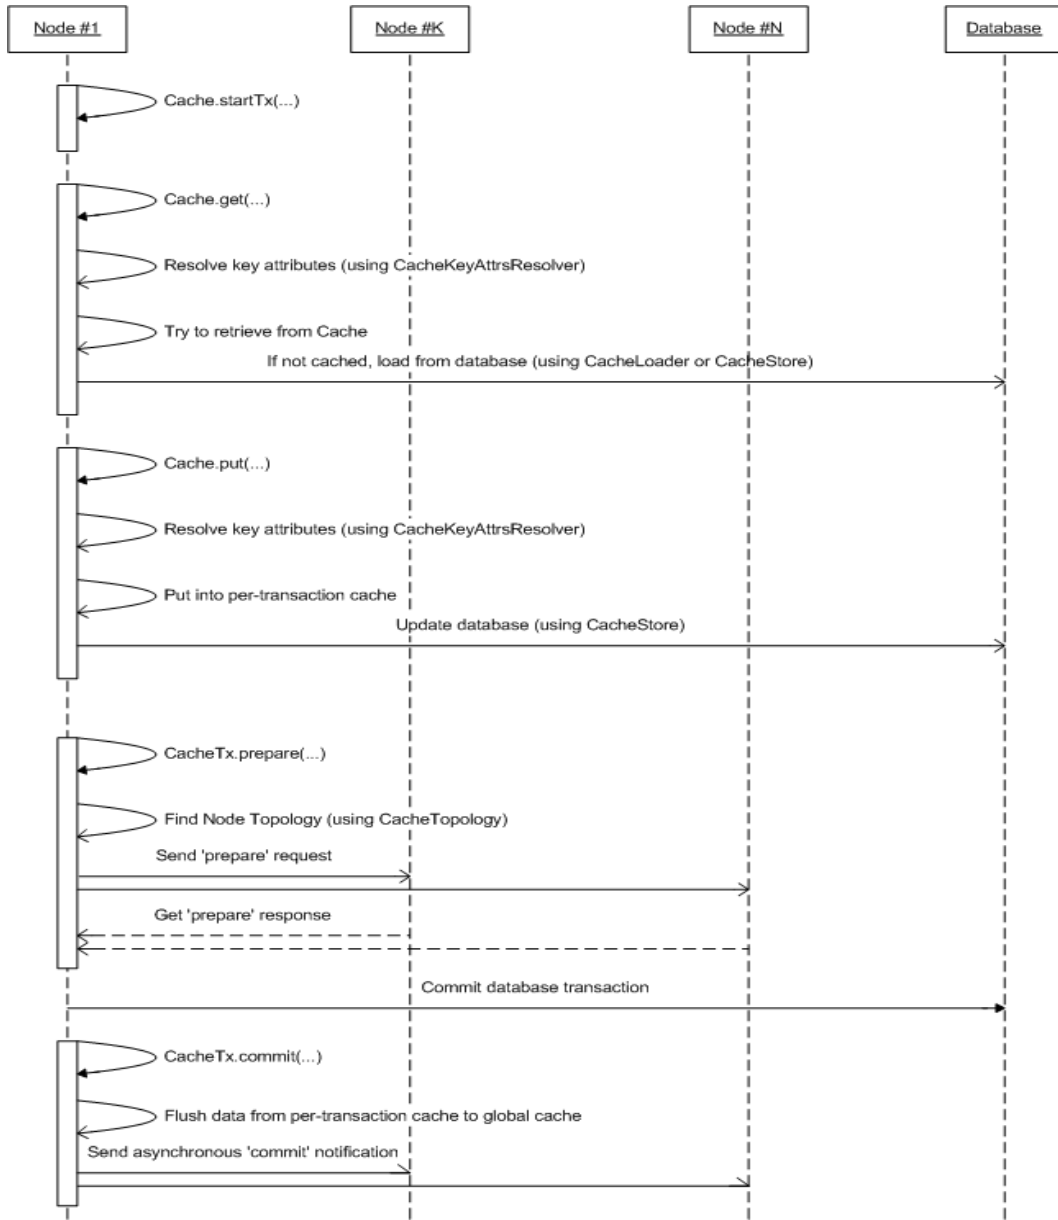 Node #1
Node #K
Node #N
Database
Cache.startTx(...)
Cache.get(...)
Resolve key attributes (using CacheKeyAttrsResolver)
Try to retrieve from Cache
If not cached, load from database (using CacheLoader or CacheStore)
Cache.put(...)
Resolve key attributes (using CacheKeyAttrsResolver)
Put into per-transaction cache
Update database (using CacheStore)
CacheTx.prepare(...)
Find Node Topology (using CacheTopology)
Send 'prepare' request
Get 'prepare' response
Commit database transaction
CacheTx.commit(...)
Flush data from per-transaction cache to global cache
Send asynchronous 'commit' notification